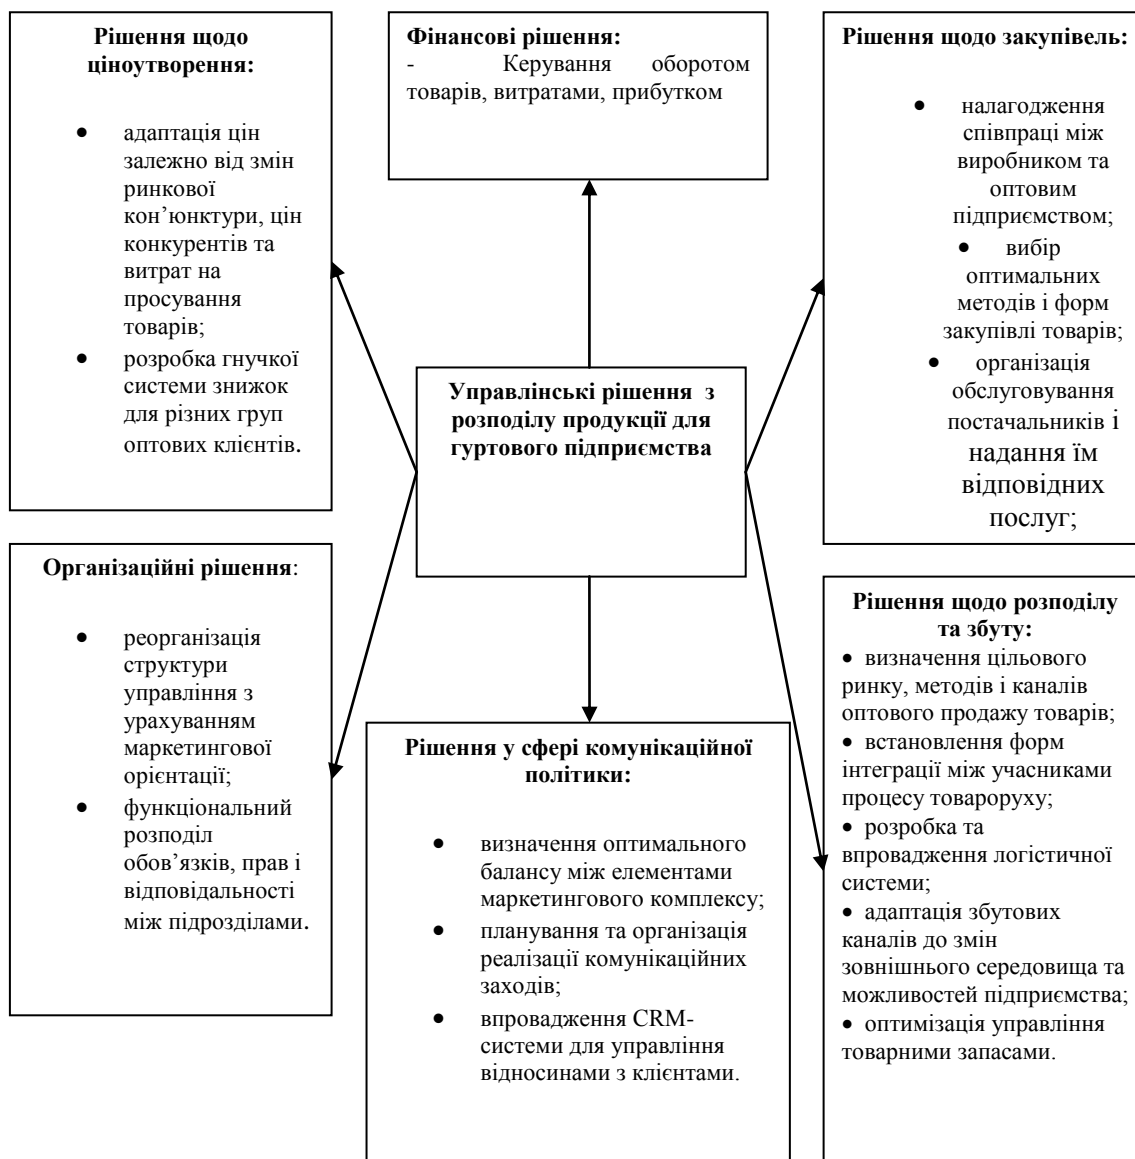 Рішення щодо
ціноутворення:
● адаптація цін
залежно від змін
ринкової
кон’юнктури, цін
конкурентів та
витрат на
просування
товарів;
● розробка гнучкої
системи знижок
для різних груп
оптових клієнтів.
Фінансові рішення:
- Керування оборотом
товарів, витратами, прибутком
Рішення щодо закупівель:
● налагодження
співпраці між
виробником та
оптовим
підприємством;
● вибір
оптимальних
методів і форм
закупівлі товарів;
● організація
обслуговування
постачальників і
надання їм
відповідних
послуг;
Управлінські рішення з
розподілу продукції для
гуртового підприємства
Організаційні рішення:
● реорганізація
структури
управління з
урахуванням
маркетингової
орієнтації;
● функціональний
розподіл
обов’язків, прав і
відповідальності
між підрозділами.
Рішення у сфері комунікаційної
політики:
● визначення оптимального
балансу між елементами
маркетингового комплексу;
● планування та організація
реалізації комунікаційних
заходів;
● впровадження CRM-
системи для управління
відносинами з клієнтами.
Рішення щодо розподілу
та збуту:
● визначення цільового
ринку, методів і каналів
оптового продажу товарів;
● встановлення форм
інтеграції між учасниками
процесу товароруху;
● розробка та
впровадження логістичної
системи;
● адаптація збутових
каналів до змін
зовнішнього середовища та
можливостей підприємства;
● оптимізація управління
товарними запасами.